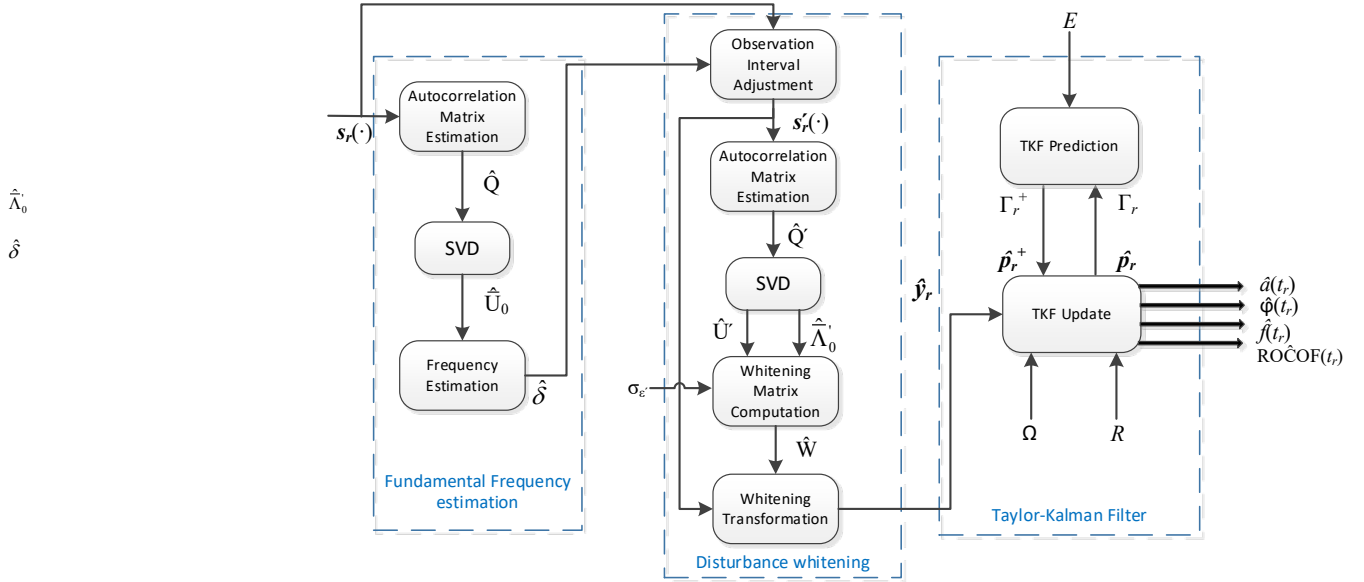 s_r(·)
Λ̂̄'₀
δ̂
Autocorrelation
Matrix
Estimation
Q̂
SVD
Û̄₀
Frequency
Estimation
δ̂
Fundamental Frequency
estimation
Observation
Interval
Adjustment
s′_r(·)
Autocorrelation
Matrix
Estimation
Q̂′
SVD
Û′
Λ̂̄'₀
σ_ε′
Whitening
Matrix
Computation
Ŵ
Whitening
Transformation
Disturbance whitening
ŷ_r
E
TKF Prediction
Γ_r⁺
Γ_r
p̂_r⁺
p̂_r
TKF Update
Ω
R
Taylor-Kalman Filter
â(t_r)
φ̂(t_r)
f̂(t_r)
ROĈOF(t_r)